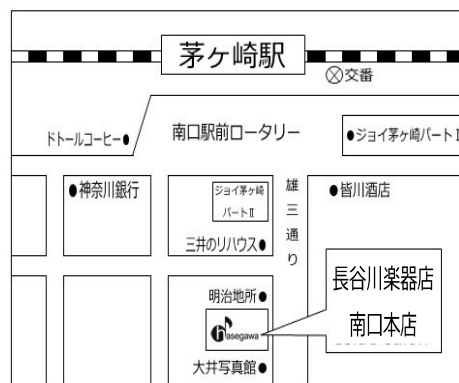 茅ヶ崎駅
交番
ドトールコーヒー
南口駅前ロータリー
ジョイ茅ヶ崎パートⅠ
神奈川銀行
ジョイ茅ヶ崎
パートⅡ
雄三通り
皆川酒店
三井のリハウス
長谷川楽器店
南口本店
明治地所
hasegawa
大井写真館